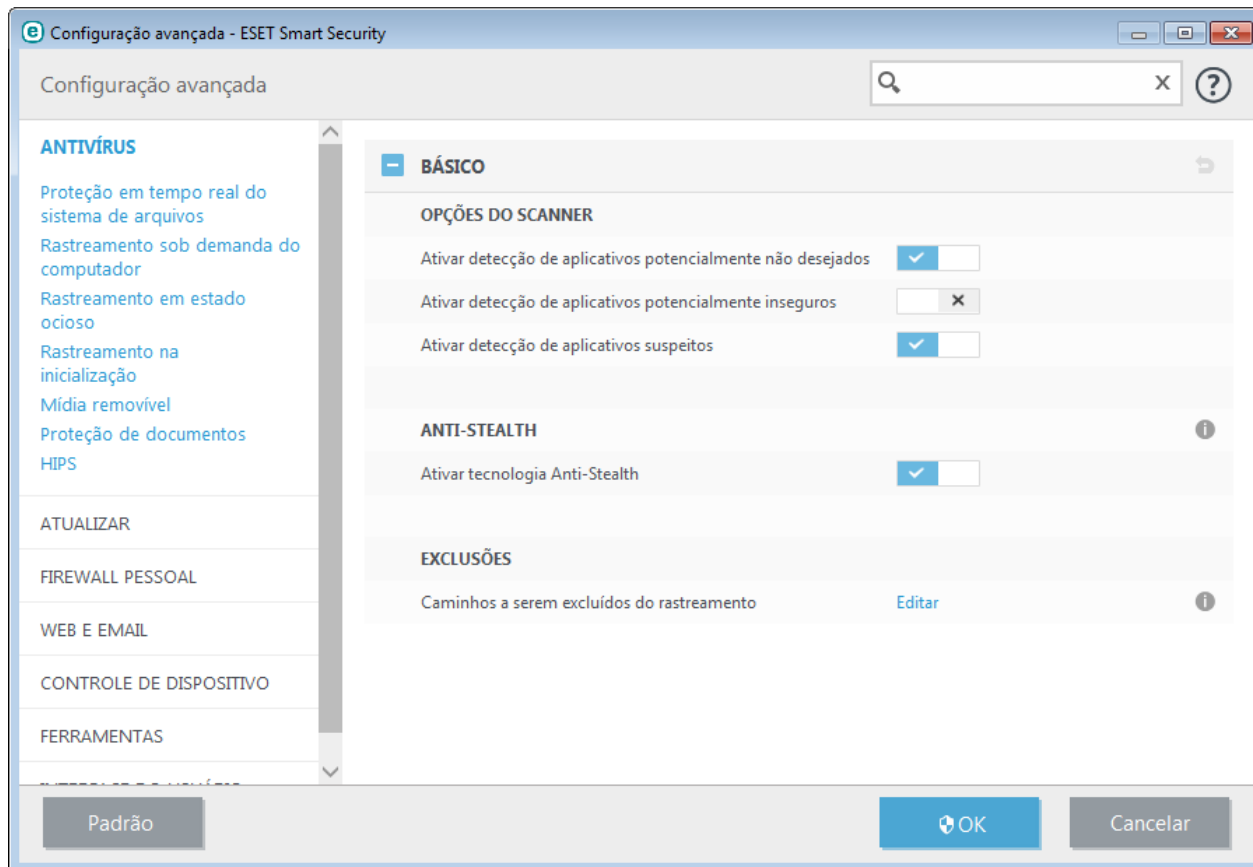 Configuração avançada - ESET Smart Security
Configuração avançada
ANTIVÍRUS
Proteção em tempo real do
sistema de arquivos
Rastreamento sob demanda do
computador
Rastreamento em estado
ocioso
Rastreamento na
inicialização
Mídia removível
Proteção de documentos
HIPS
ATUALIZAR
FIREWALL PESSOAL
WEB E EMAIL
CONTROLE DE DISPOSITIVO
FERRAMENTAS
BÁSICO
OPÇÕES DO SCANNER
Ativar detecção de aplicativos potencialmente não desejados
Ativar detecção de aplicativos potencialmente inseguros
Ativar detecção de aplicativos suspeitos
ANTI-STEALTH
Ativar tecnologia Anti-Stealth
EXCLUSÕES
Caminhos a serem excluídos do rastreamento Editar
Padrão
OK
Cancelar